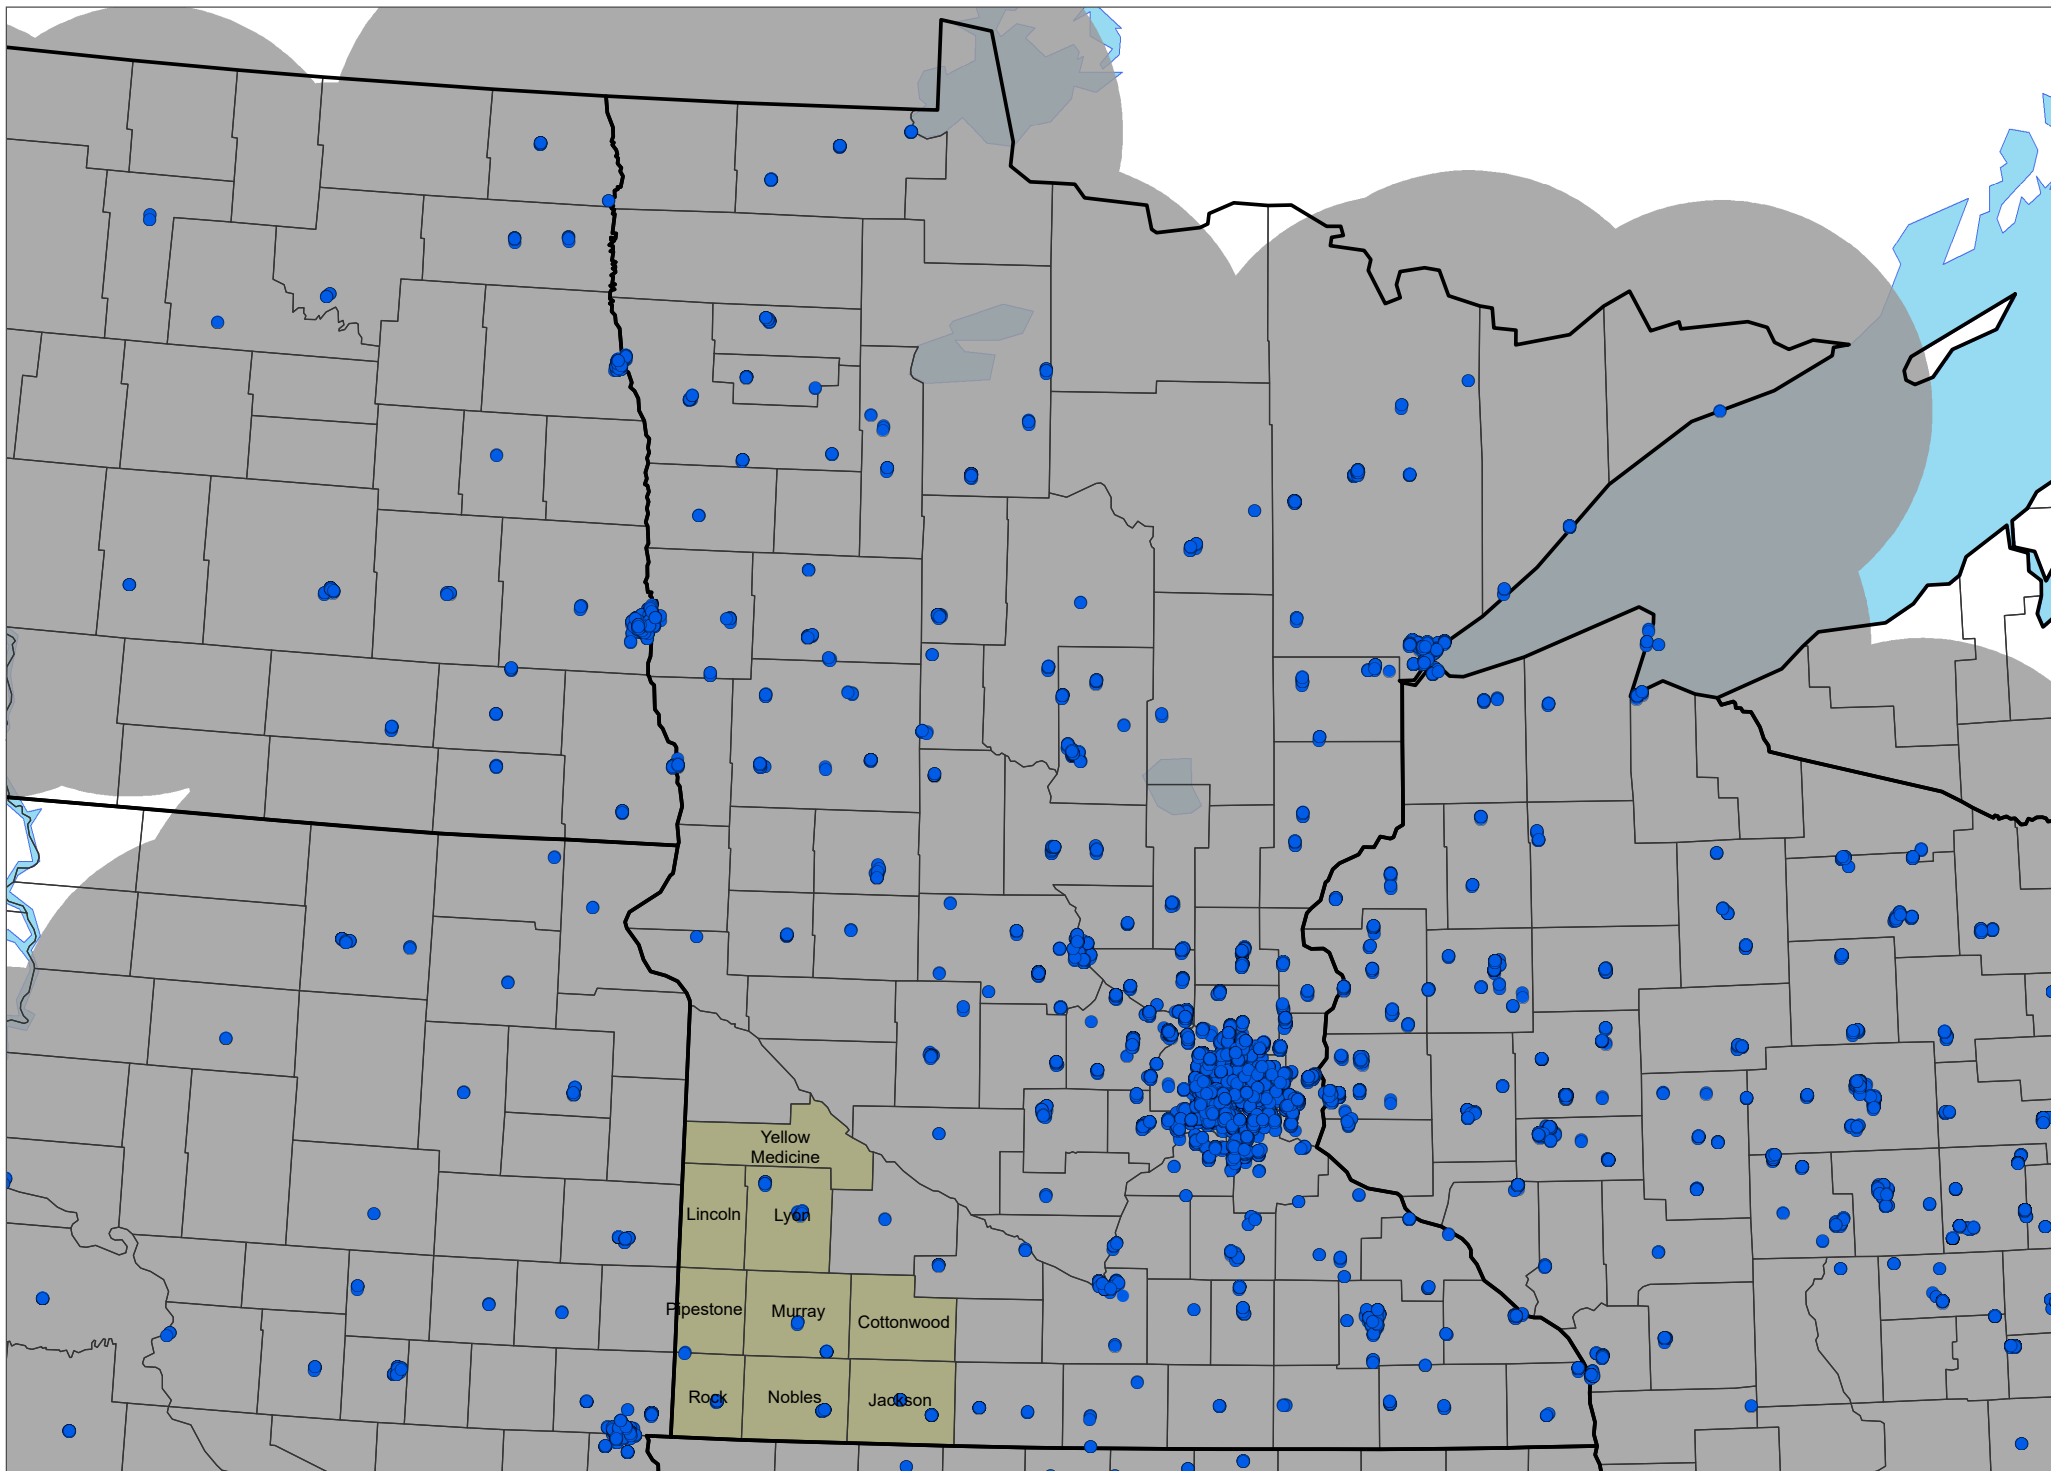 Yellow
Medicine
Lincoln
Lyon
Pipestone
Murray
Cottonwood
Rock
Nobles
Jackson